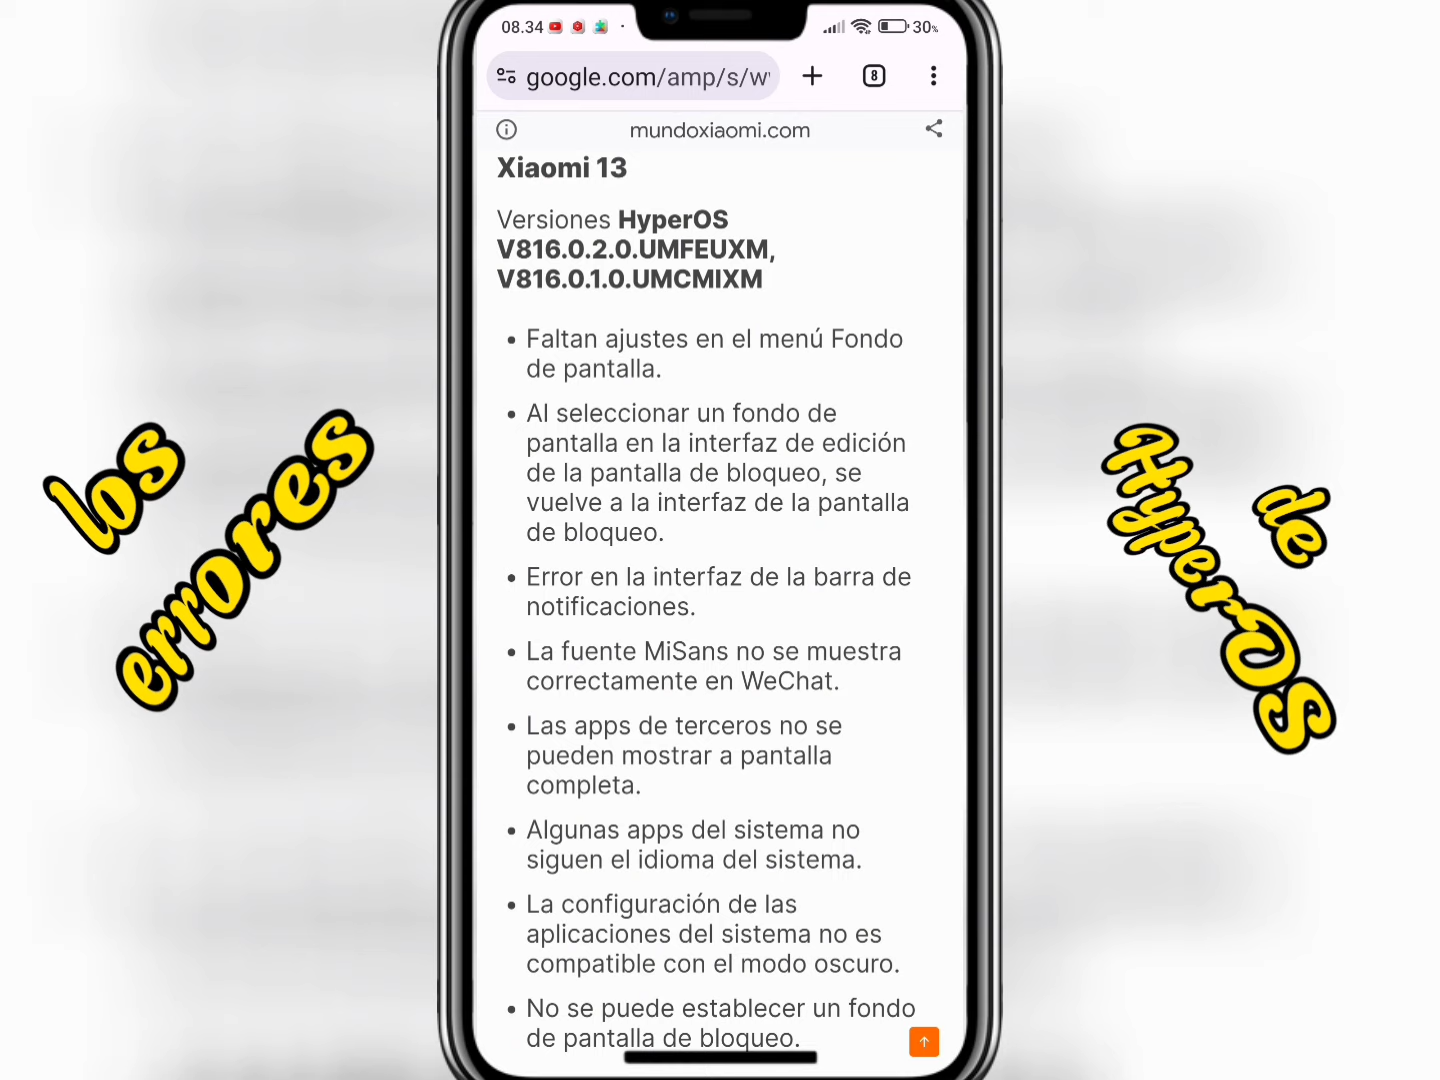 08.34
30%
google.com/amp/s/w
8
mundoxiaomi.com
Xiaomi 13
Versiones HyperOS
V816.0.2.0.UMFEUXM,
V816.0.1.0.UMCMIXM
• Faltan ajustes en el menú Fondo
de pantalla.
• Al seleccionar un fondo de
pantalla en la interfaz de edición
de la pantalla de bloqueo, se
vuelve a la interfaz de la pantalla
de bloqueo.
• Error en la interfaz de la barra de
notificaciones.
• La fuente MiSans no se muestra
correctamente en WeChat.
• Las apps de terceros no se
pueden mostrar a pantalla
completa.
• Algunas apps del sistema no
siguen el idioma del sistema.
• La configuración de las
aplicaciones del sistema no es
compatible con el modo oscuro.
• No se puede establecer un fondo
de pantalla de bloqueo.
los
errores
de
HyperOS